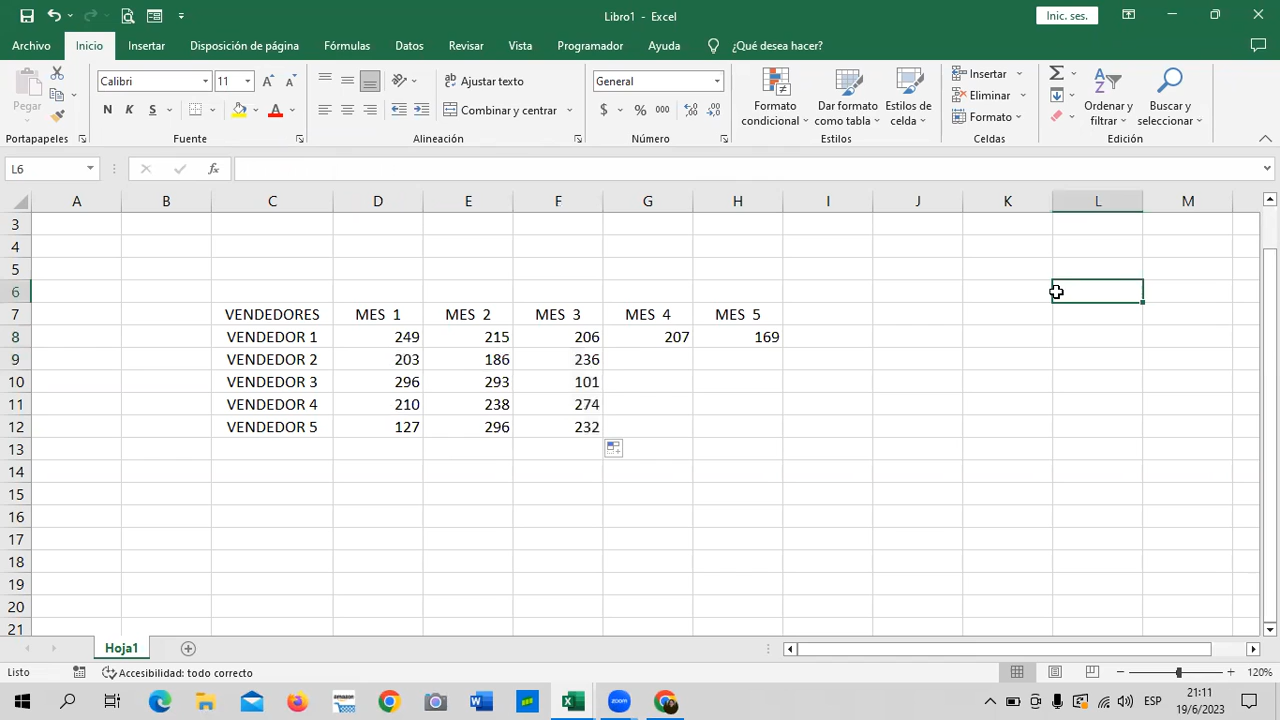 Libro1 - Excel
Inic. ses.
Archivo Inicio Insertar Disposición de página Fórmulas Datos Revisar Vista Programador Ayuda ¿Qué desea hacer?
Pegar
Calibri 11
N K S
Ajustar texto
Combinar y centrar
General
$ % 000
Formato condicional
Dar formato como tabla
Estilos de celda
Insertar
Eliminar
Formato
Ordenar y filtrar
Buscar y seleccionar
Portapapeles Fuente Alineación Número Estilos Celdas Edición
L6 fx
A B C D E F G H I J K L M
3
4
5
6
7 VENDEDORES MES 1 MES 2 MES 3 MES 4 MES 5
8 VENDEDOR 1 249 215 206 207 169
9 VENDEDOR 2 203 186 236
10 VENDEDOR 3 296 293 101
11 VENDEDOR 4 210 238 274
12 VENDEDOR 5 127 296 232
13
14
15
16
17
18
19
20
21
Hoja1
Listo Accesibilidad: todo correcto 120%
amazon zoom ESP 21:11
19/6/2023